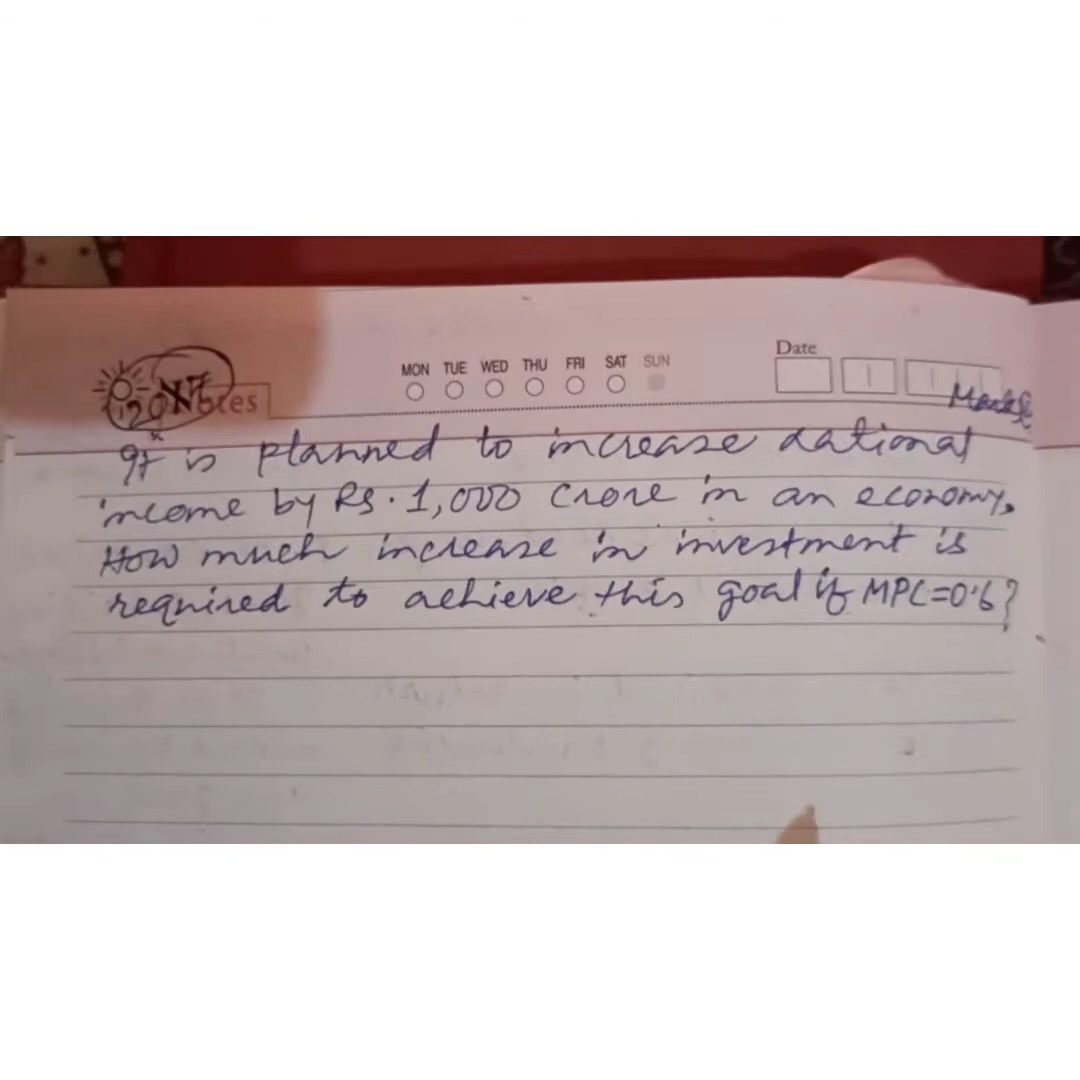 Notes
MON TUE WED THU FRI SAT SUN
Date
It is planned to increase national
income by Rs. 1,000 crore in an economy,
How much increase in investment is
required to achieve this goal if MPC=0.6?